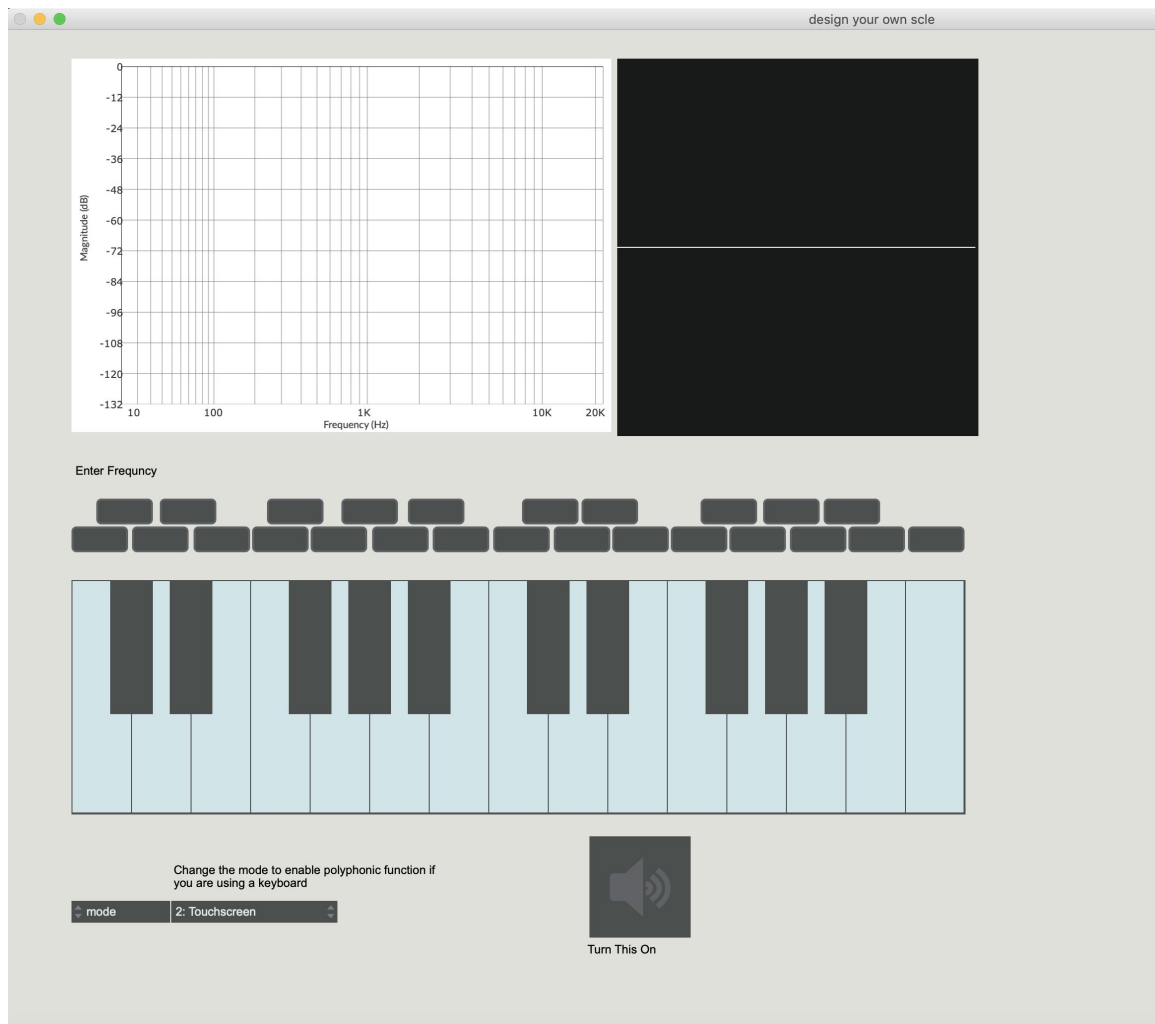 design your own scle
0
-12
-24
-36
-48
-60
-72
-84
-96
-108
-120
-132
Magnitude (dB)
10 100 1K 10K 20K
Frequency (Hz)
Enter Frequncy
Change the mode to enable polyphonic function if
you are using a keyboard
mode 2: Touchscreen
Turn This On